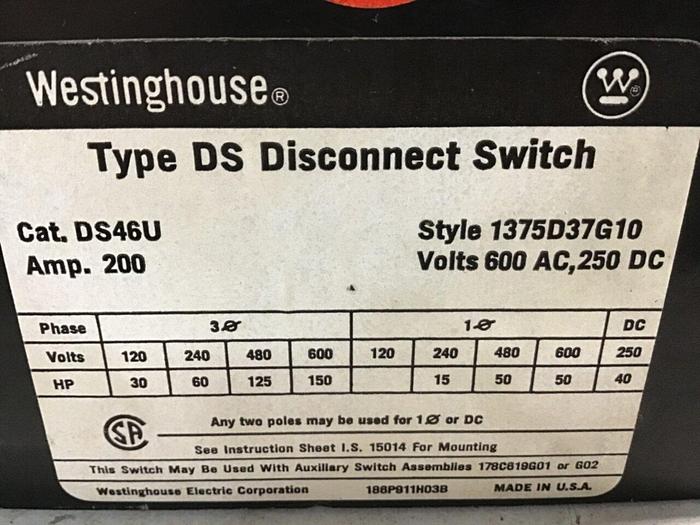 Westinghouse®
W®
Type DS Disconnect Switch
Cat. DS46U Style 1375D37G10
Amp. 200 Volts 600 AC,250 DC
Phase 3Ø 1Ø DC
Volts 120 240 480 600 120 240 480 600 250
HP 30 60 125 150 15 50 50 40
SA Any two poles may be used for 1Ø or DC
See Instruction Sheet I.S. 15014 For Mounting
This Switch May Be Used With Auxiliary Switch Assemblies 178C619G01 or G02
Westinghouse Electric Corporation 186P911H03B MADE IN U.S.A.